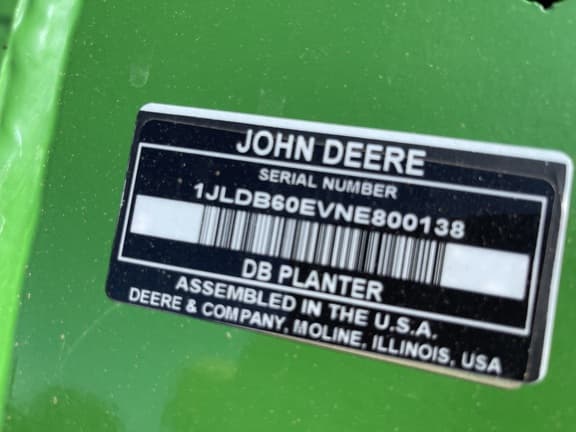 JOHN DEERE
SERIAL NUMBER
1JLDB60EVNE800138
DB PLANTER
ASSEMBLED IN THE U.S.A.
DEERE & COMPANY, MOLINE, ILLINOIS, USA